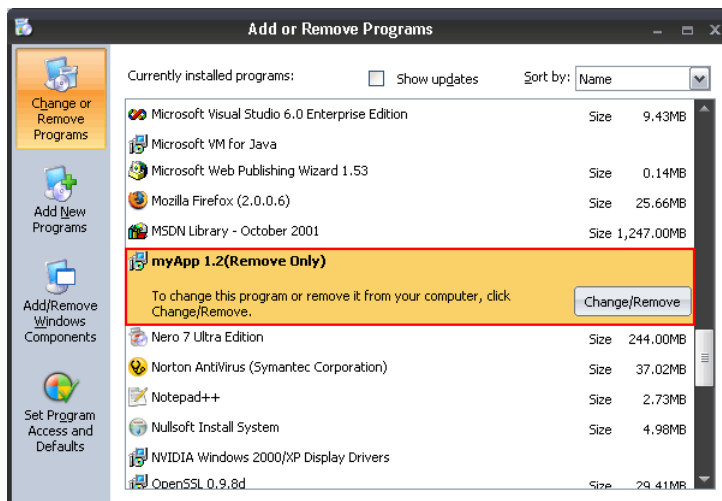 Add or Remove Programs
Change or
Remove
Programs
Add New
Programs
Add/Remove
Windows
Components
Set Program
Access and
Defaults
Currently installed programs:
Show updates
Sort by: Name
Microsoft Visual Studio 6.0 Enterprise Edition Size 9.43MB
Microsoft VM for Java
Microsoft Web Publishing Wizard 1.53 Size 0.14MB
Mozilla Firefox (2.0.0.6) Size 25.66MB
MSDN Library - October 2001 Size 1,247.00MB
myApp 1.2(Remove Only)
To change this program or remove it from your computer, click
Change/Remove.
Change/Remove
Nero 7 Ultra Edition Size 244.00MB
Norton AntiVirus (Symantec Corporation) Size 37.02MB
Notepad++ Size 2.73MB
Nullsoft Install System Size 4.98MB
NVIDIA Windows 2000/XP Display Drivers
OpenSSL 0.9.8d Size 29.41MB